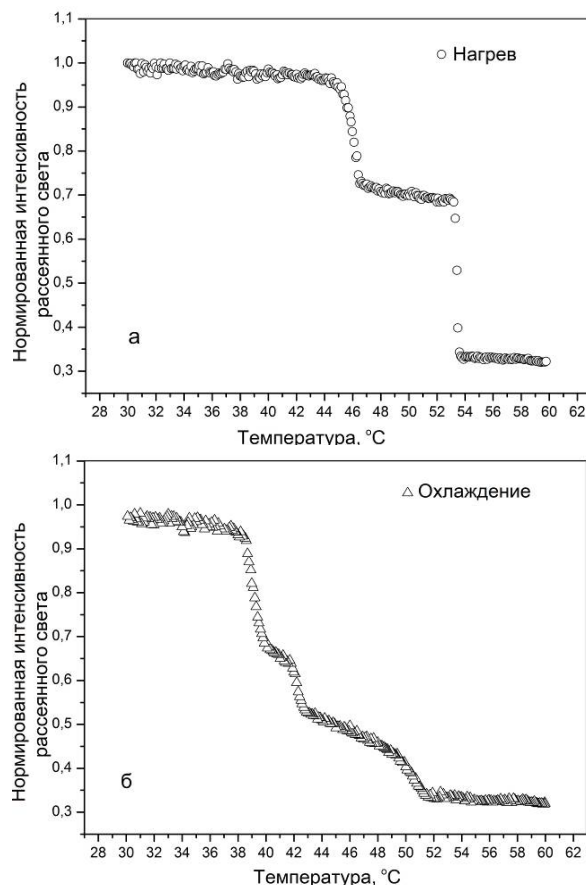 1,1
1,0
0,9
0,8
0,7
0,6
0,5
0,4
0,3
Нормированная интенсивность
рассеянного света
Нагрев
а
28 30 32 34 36 38 40 42 44 46 48 50 52 54 56 58 60 62
Температура, °C
1,1
1,0
0,9
0,8
0,7
0,6
0,5
0,4
0,3
Нормированная интенсивность
рассеянного света
Охлаждение
б
28 30 32 34 36 38 40 42 44 46 48 50 52 54 56 58 60 62
Температура, °C